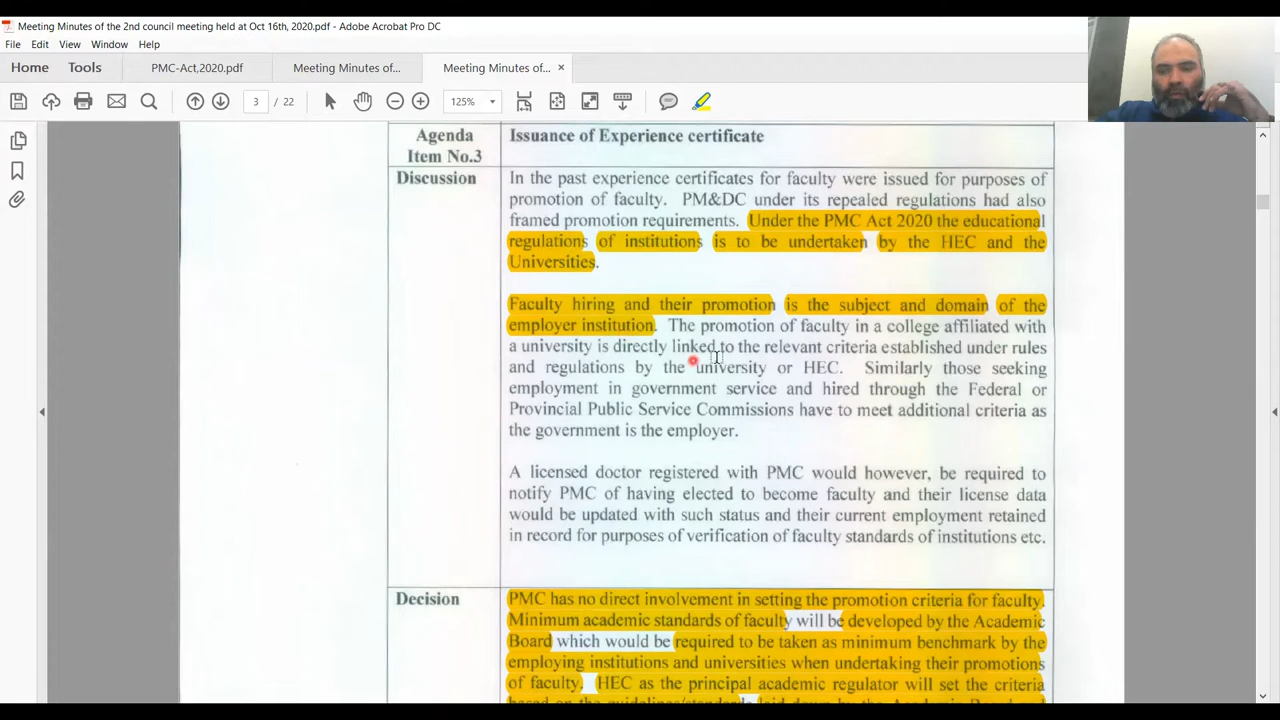 Meeting Minutes of the 2nd council meeting held at Oct 16th, 2020.pdf - Adobe Acrobat Pro DC
File Edit View Window Help
Home Tools PMC-Act,2020.pdf Meeting Minutes of... Meeting Minutes of... ×
3 / 22 125%
Agenda Issuance of Experience certificate
Item No.3
Discussion In the past experience certificates for faculty were issued for purposes of
promotion of faculty. PM&DC under its repealed regulations had also
framed promotion requirements. Under the PMC Act 2020 the educational
regulations of institutions is to be undertaken by the HEC and the
Universities.
Faculty hiring and their promotion is the subject and domain of the
employer institution. The promotion of faculty in a college affiliated with
a university is directly linked to the relevant criteria established under rules
and regulations by the university or HEC. Similarly those seeking
employment in government service and hired through the Federal or
Provincial Public Service Commissions have to meet additional criteria as
the government is the employer.
A licensed doctor registered with PMC would however, be required to
notify PMC of having elected to become faculty and their license data
would be updated with such status and their current employment retained
in record for purposes of verification of faculty standards of institutions etc.
Decision PMC has no direct involvement in setting the promotion criteria for faculty.
Minimum academic standards of faculty will be developed by the Academic
Board which would be required to be taken as minimum benchmark by the
employing institutions and universities when undertaking their promotions
of faculty. HEC as the principal academic regulator will set the criteria
based on the guidelines/standards laid down by the Academic Board and